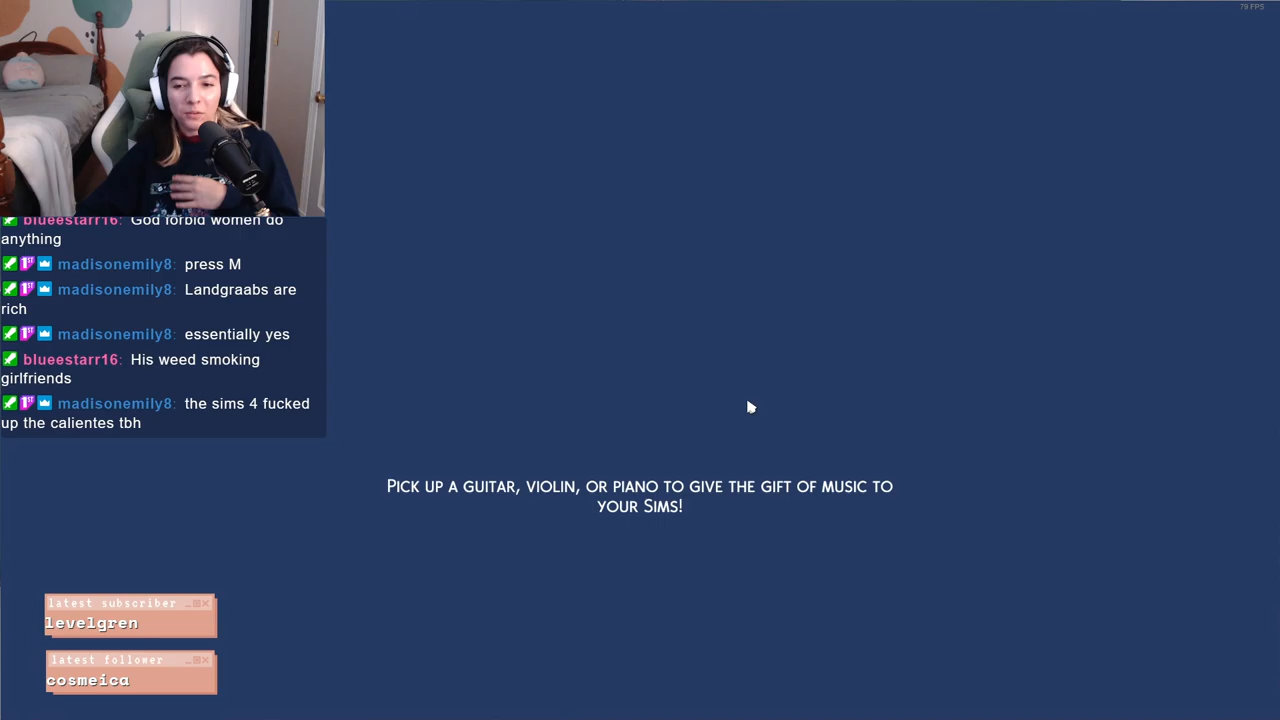 79 FPS
blueestarr16: God forbid women do
anything
madisonemily8: press M
madisonemily8: Landgraabs are
rich
madisonemily8: essentially yes
blueestarr16: His weed smoking
girlfriends
madisonemily8: the sims 4 fucked
up the calientes tbh
PICK UP A GUITAR, VIOLIN, OR PIANO TO GIVE THE GIFT OF MUSIC TO
YOUR SIMS!
latest subscriber
levelgren
latest follower
cosmeica